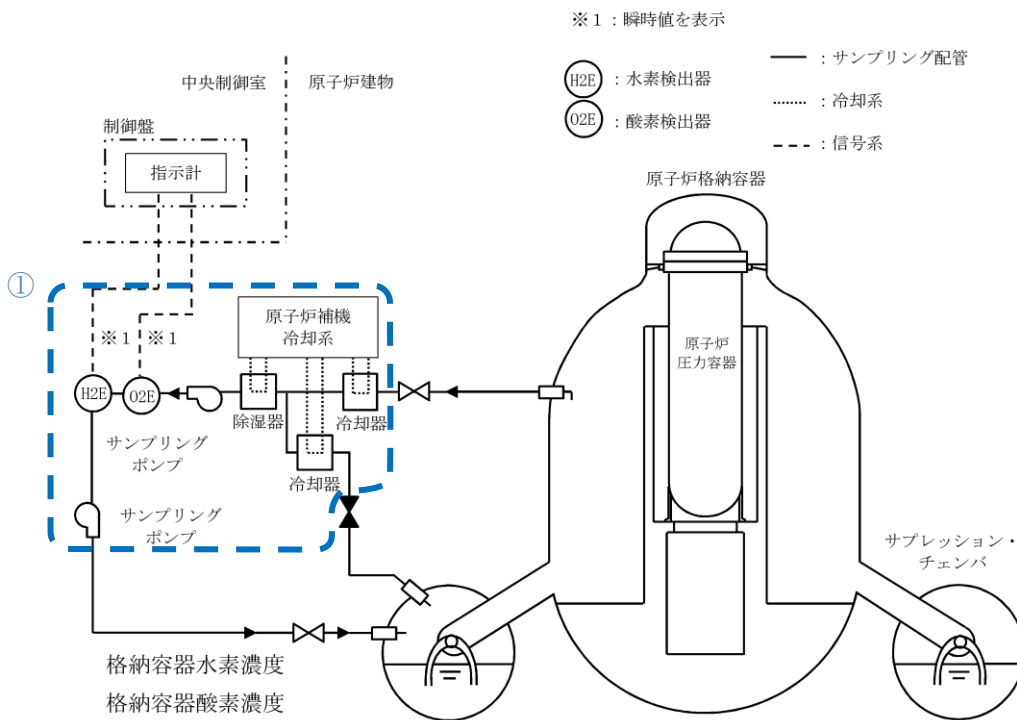 ※1：瞬時値を表示
H2E
：水素検出器
O2E
：酸素検出器
：サンプリング配管
：冷却系
：信号系
中央制御室
原子炉建物
制御盤
指示計
原子炉格納容器
①
※1
※1
原子炉補機
冷却系
原子炉
圧力容器
H2E
O2E
除湿器
冷却器
冷却器
サンプリング
ポンプ
サンプリング
ポンプ
サプレッション・
チェンバ
格納容器水素濃度
格納容器酸素濃度